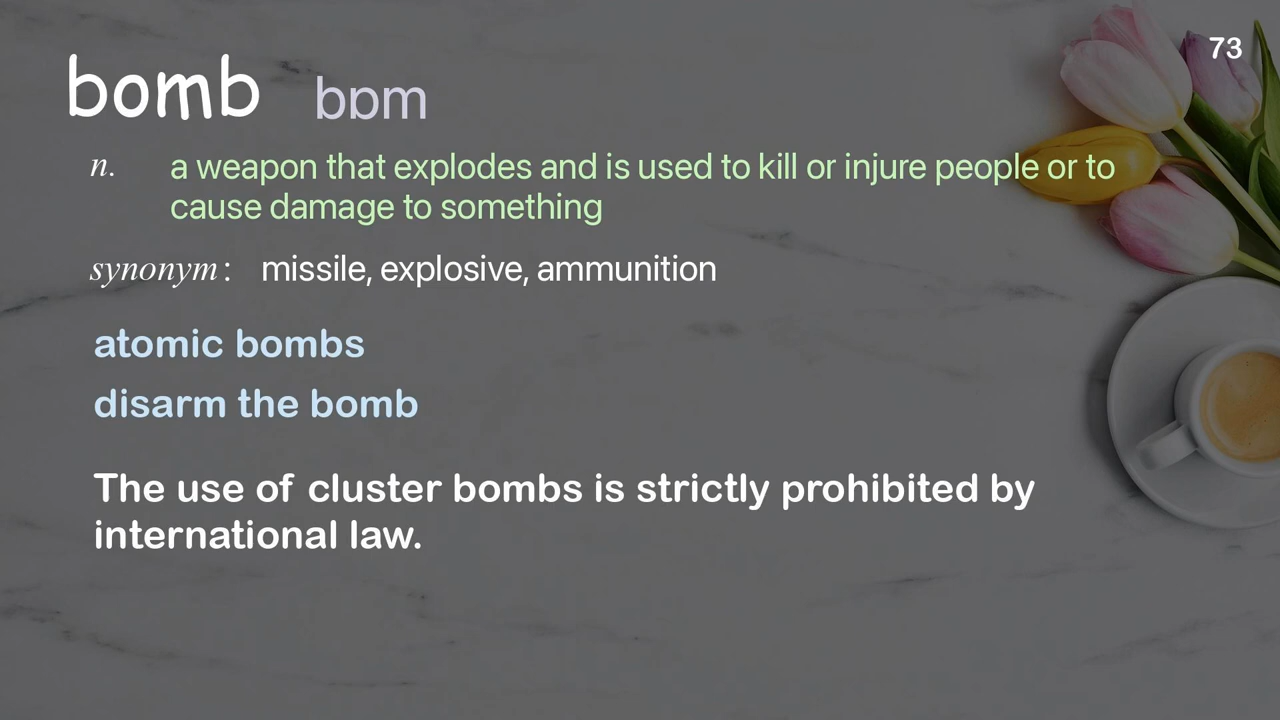 73
bomb bɒm
n. a weapon that explodes and is used to kill or injure people or to
cause damage to something
synonym: missile, explosive, ammunition
atomic bombs
disarm the bomb
The use of cluster bombs is strictly prohibited by
international law.